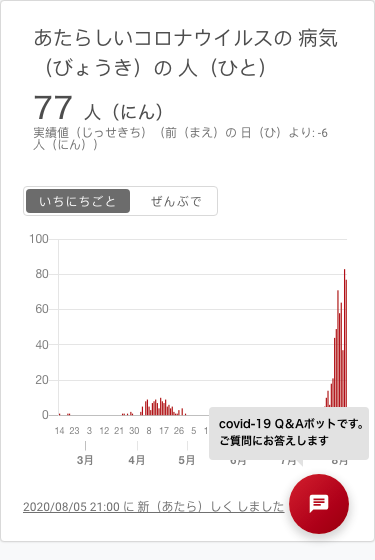 あたらしいコロナウイルスの 病気
（びょうき）の 人（ひと）
77 人（にん）
実績値（じっせきち）（前（まえ）の 日（ひ）より: -6
人（にん））
いちにちごと ぜんぶで
100
80
60
40
20
0
14 23 3 12 21 30 8 17 26 5
3月 4月 5月 6月 7月 8月
covid-19 Q&Aボットです。
ご質問にお答えします
2020/08/05 21:00 に 新（あたら）しく しました